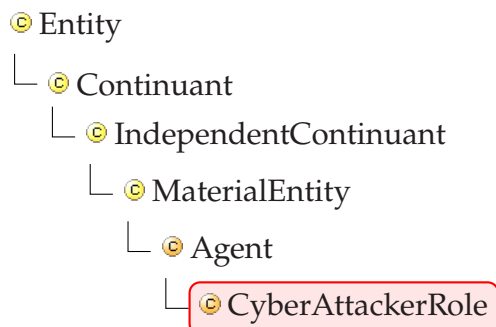 Entity
Continuant
IndependentContinuant
MaterialEntity
Agent
CyberAttackerRole